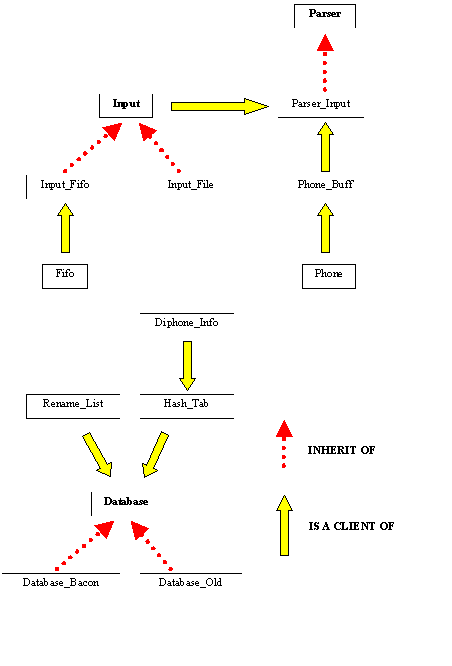 Parser
Input
Parser_Input
Input_Fifo
Input_File
Phone_Buff
Fifo
Phone
Diphone_Info
Rename_List
Hash_Tab
INHERIT OF
Database
IS A CLIENT OF
Database_Bacon
Database_Old